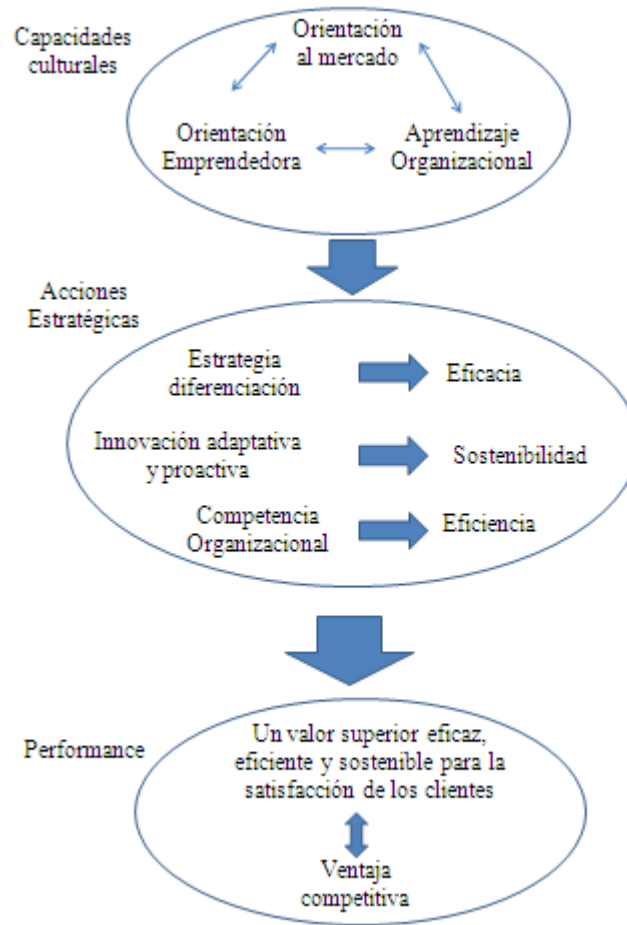 Capacidades
culturales
Orientación
al mercado
Orientación
Emprendedora
Aprendizaje
Organizacional
Acciones
Estratégicas
Estrategia
diferenciación
Eficacia
Innovación adaptativa
y proactiva
Sostenibilidad
Competencia
Organizacional
Eficiencia
Performance
Un valor superior eficaz,
eficiente y sostenible para la
satisfacción de los clientes
Ventaja
competitiva